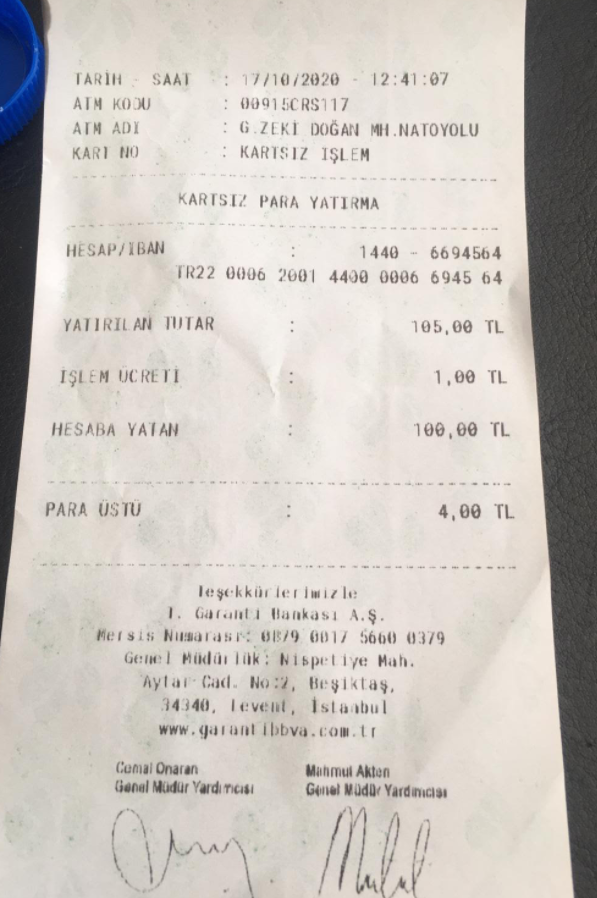 TARİH - SAAT : 17/10/2020 - 12:41:07
ATM KODU : 00915CRS117
ATM ADI : G.ZEKİ DOĞAN MH.NATOYOLU
KART NO : KARTSIZ İŞLEM
KARTSIZ PARA YATIRMA
HESAP/IBAN : 1440 - 6694564
TR22 0006 2001 4400 0006 6945 64
YATIRILAN TUTAR : 105,00 TL
İŞLEM ÜCRETİ : 1,00 TL
HESABA YATAN : 100,00 TL
PARA ÜSTÜ : 4,00 TL
Teşekkürlerimizle
T. Garanti Bankası A.Ş.
Mersis Numarası: 0879 0017 5660 0379
Genel Müdürlük: Nispetiye Mah.
Aytar Cad. No:2, Beşiktaş,
34340, Levent, İstanbul
www.garantibbva.com.tr
Cemal Onaran Mahmut Akten
Genel Müdür Yardımcısı Genel Müdür Yardımcısı